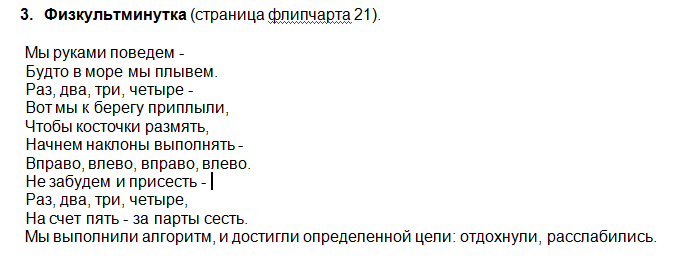 3. Физкультминутка (страница флипчарта 21).
Мы руками поведем -
Будто в море мы плывем.
Раз, два, три, четыре -
Вот мы к берегу приплыли,
Чтобы косточки размять,
Начнем наклоны выполнять -
Вправо, влево, вправо, влево.
Не забудем и присесть -
Раз, два, три, четыре,
На счет пять - за парты сесть.
Мы выполнили алгоритм, и достигли определенной цели: отдохнули, расслабились.